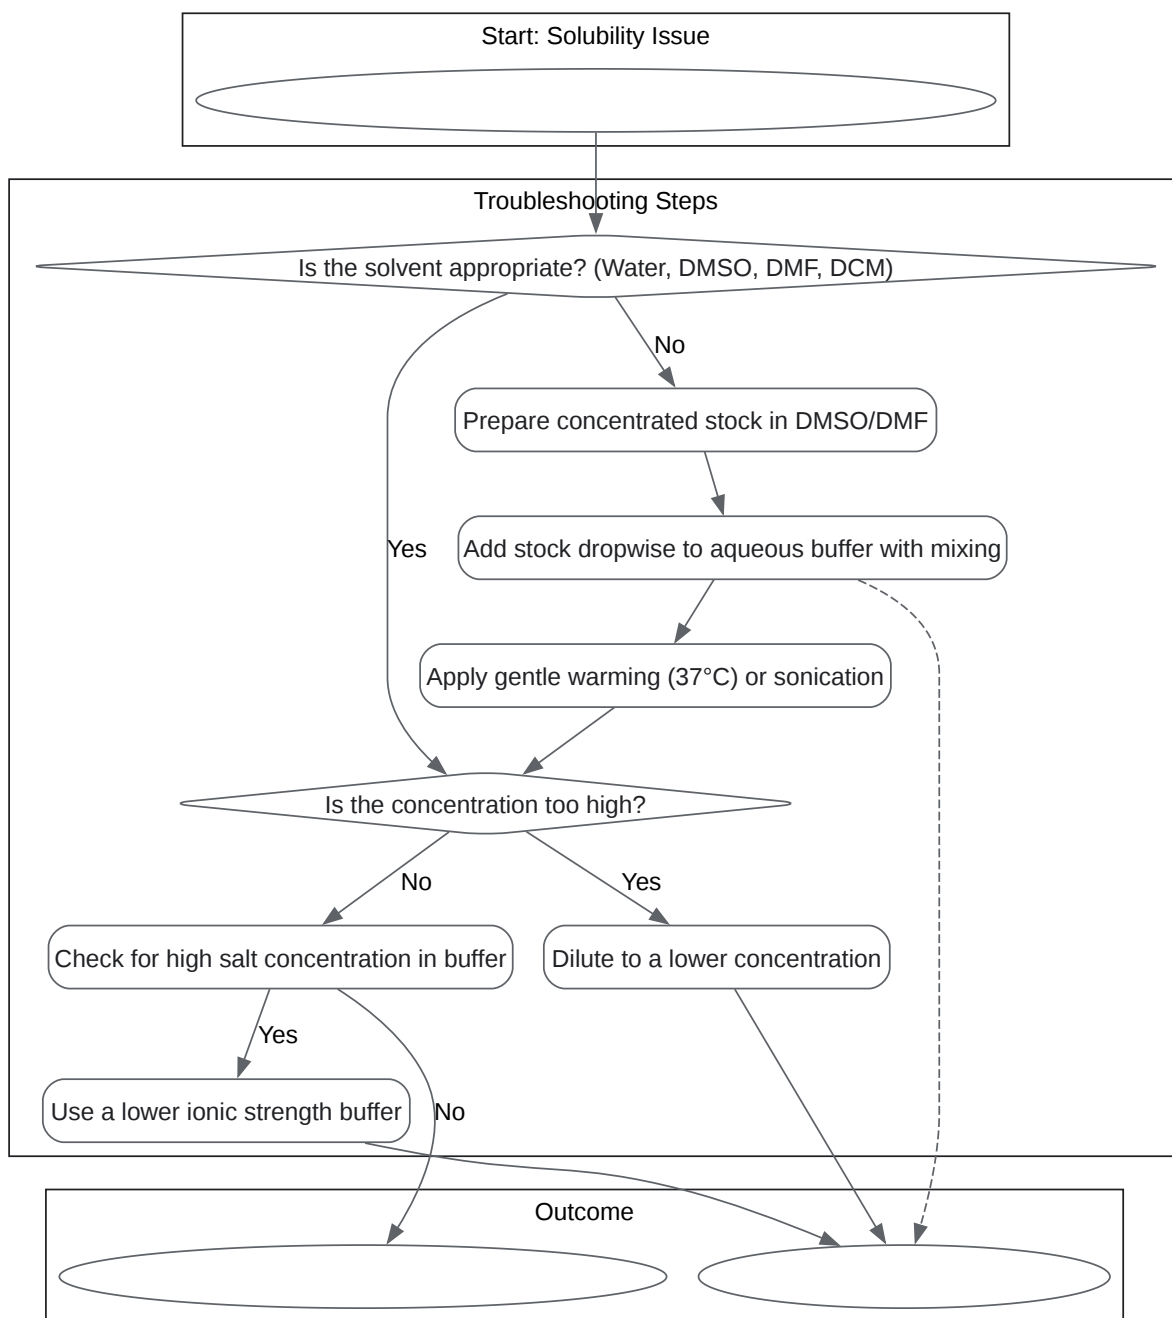 Start: Solubility Issue
Troubleshooting Steps
Is the solvent appropriate? (Water, DMSO, DMF, DCM)
No
Prepare concentrated stock in DMSO/DMF
Yes
Add stock dropwise to aqueous buffer with mixing
Apply gentle warming (37°C) or sonication
Is the concentration too high?
No
Yes
Check for high salt concentration in buffer
Dilute to a lower concentration
Yes
Use a lower ionic strength buffer
No
Outcome